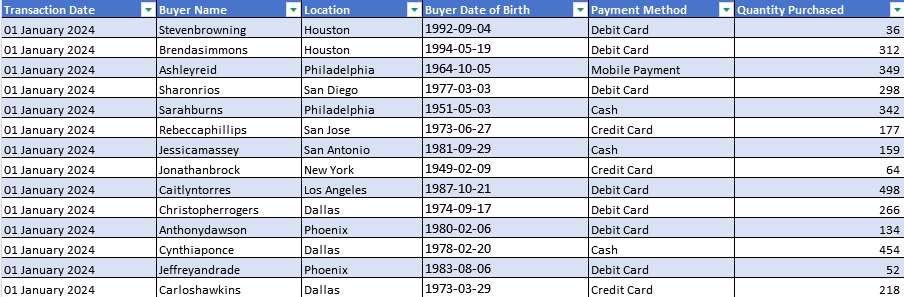 Transaction Date Buyer Name Location Buyer Date of Birth Payment Method Quantity Purchased
01 January 2024 Stevenbrowning Houston 1992-09-04 Debit Card 36
01 January 2024 Brendasimmons Houston 1994-05-19 Debit Card 312
01 January 2024 Ashleyreid Philadelphia 1964-10-05 Mobile Payment 349
01 January 2024 Sharonrios San Diego 1977-03-03 Debit Card 298
01 January 2024 Sarahburns Philadelphia 1951-05-03 Cash 342
01 January 2024 Rebeccaphillips San Jose 1973-06-27 Credit Card 177
01 January 2024 Jessicamassey San Antonio 1981-09-29 Cash 159
01 January 2024 Jonathanbrock New York 1949-02-09 Credit Card 64
01 January 2024 Caitlyntorres Los Angeles 1987-10-21 Debit Card 498
01 January 2024 Christopherrogers Dallas 1974-09-17 Debit Card 266
01 January 2024 Anthonydawson Phoenix 1980-02-06 Debit Card 134
01 January 2024 Cynthiaponce Dallas 1978-02-20 Cash 454
01 January 2024 Jeffreyandrade Phoenix 1983-08-06 Debit Card 52
01 January 2024 Carloshawkins Dallas 1973-03-29 Credit Card 218